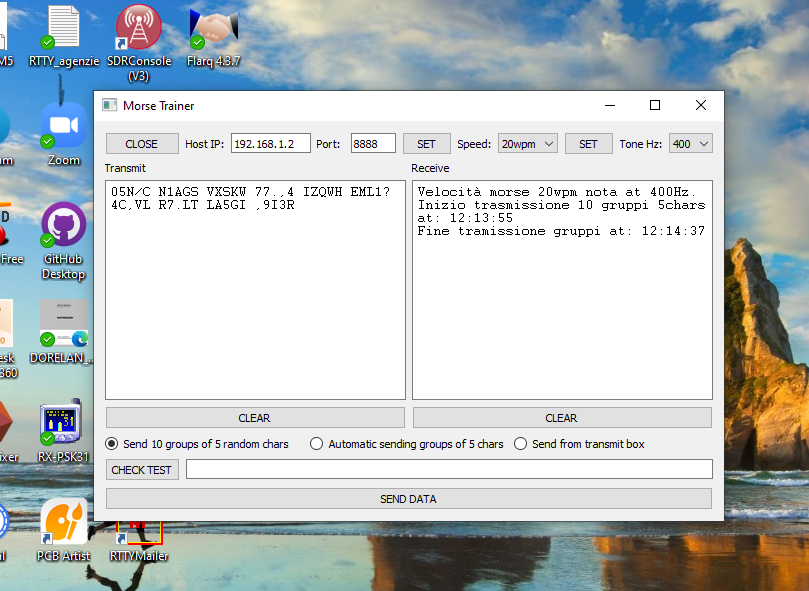 M5
RTTY_agenzie
SDRConsole
(V3)
Flarq 4.3.7
Zoom
Free
GitHub
Desktop
360
DORELAN_...
RX-PSK31
PCB Artist
RTTYMailer
Morse Trainer
CLOSE Host IP: 192.168.1.2 Port: 8888 SET Speed: 20wpm SET Tone Hz: 400
Transmit Receive
05N/C N1AGS VXSKW 77.,4 IZQWH EML1?
4C,VL R7.LT LA5GI ,9I3R
Velocità morse 20wpm nota at 400Hz.
Inizio trasmissione 10 gruppi 5chars
at: 12:13:55
Fine tramissione gruppi at: 12:14:37
CLEAR CLEAR
Send 10 groups of 5 random chars Automatic sending groups of 5 chars Send from transmit box
CHECK TEST
SEND DATA